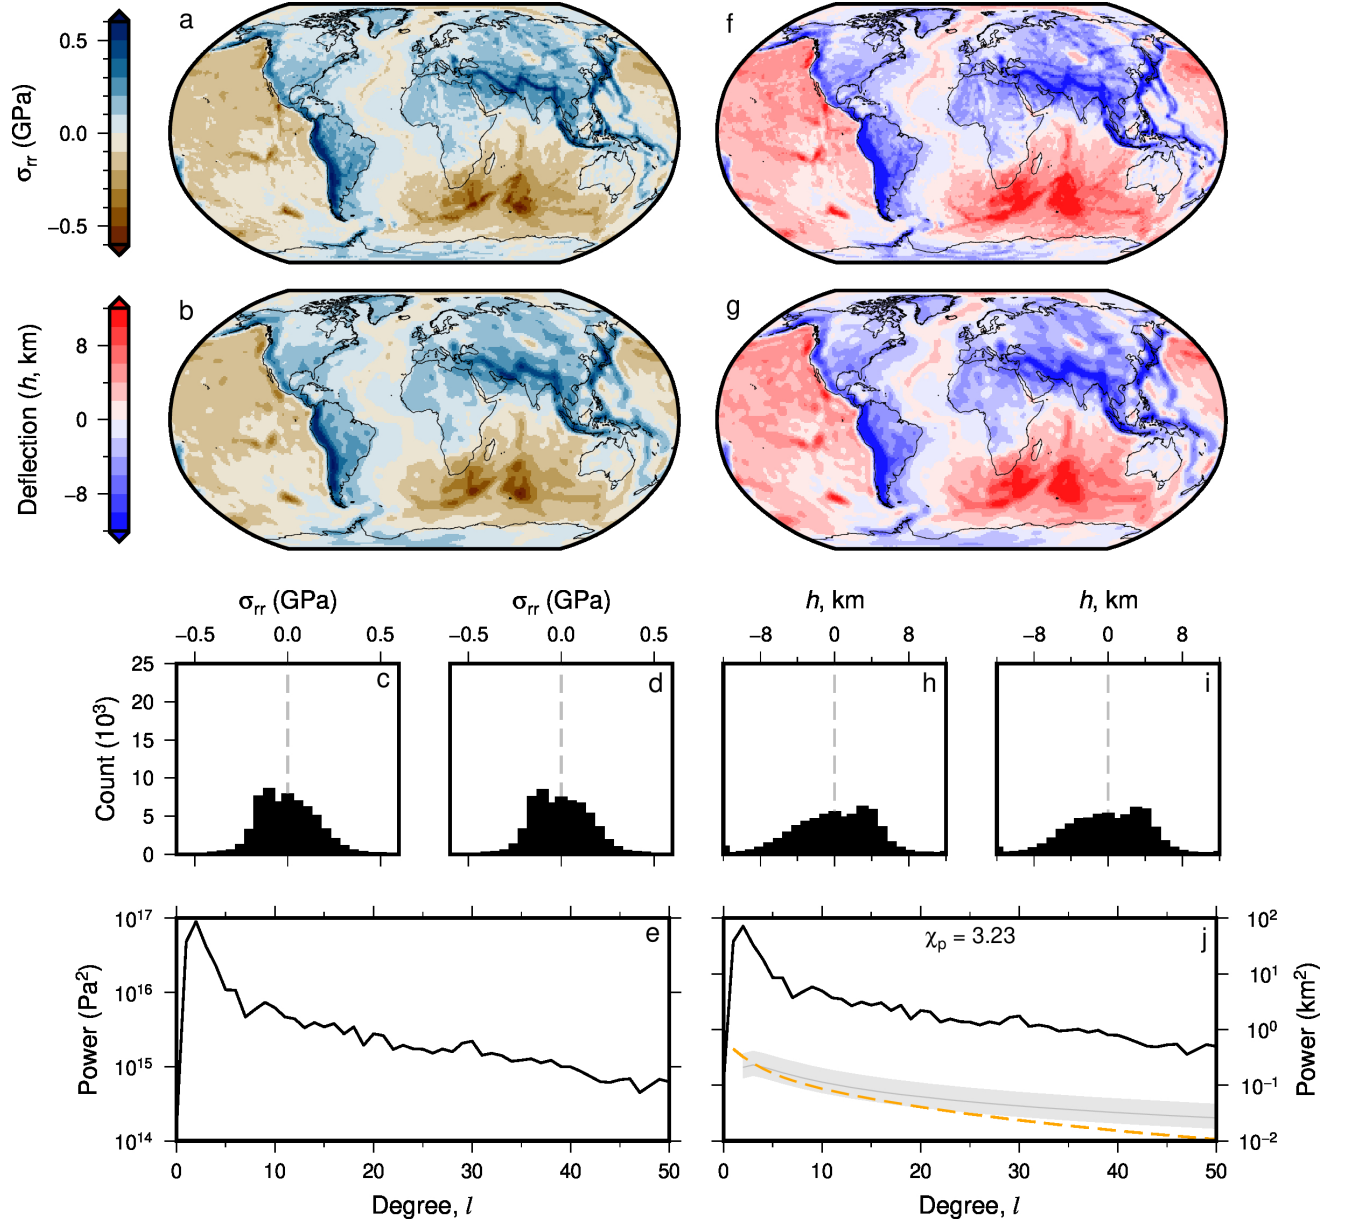 a
f
0.5
0.0
−0.5
σrr (GPa)
b
g
8
0
−8
Deflection (h, km)
σrr (GPa)
σrr (GPa)
h, km
h, km
−0.5 0.0 0.5
−0.5 0.0 0.5
−8 0 8
−8 0 8
c
d
h
i
25
20
15
10
5
0
Count (10³)
e
χp = 3.23
j
10¹⁷
10¹⁶
10¹⁵
10¹⁴
Power (Pa²)
10²
10¹
10⁰
10⁻¹
10⁻²
Power (km²)
0 10 20 30 40 50
0 10 20 30 40 50
Degree, l
Degree, l